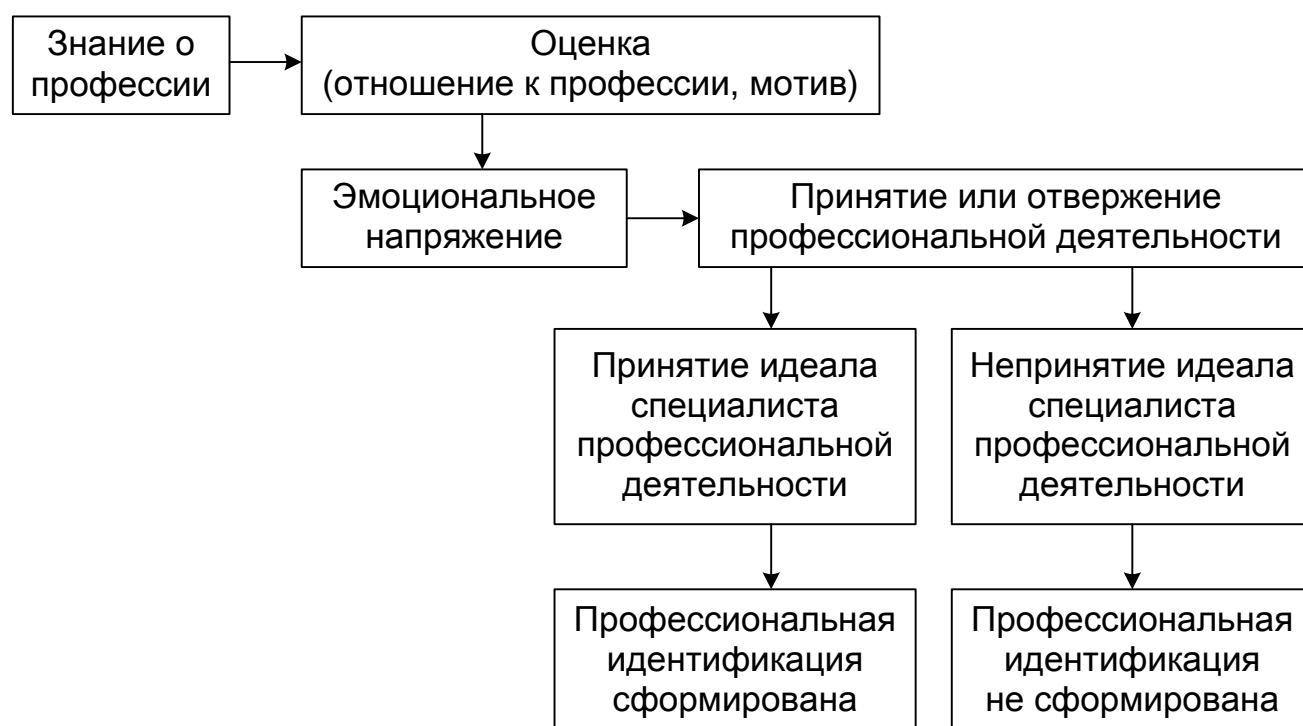 Знание о
профессии
Оценка
(отношение к профессии, мотив)
Эмоциональное
напряжение
Принятие или отвержение
профессиональной деятельности
Принятие идеала
специалиста
профессиональной
деятельности
Непринятие идеала
специалиста
профессиональной
деятельности
Профессиональная
идентификация
сформирована
Профессиональная
идентификация
не сформирована